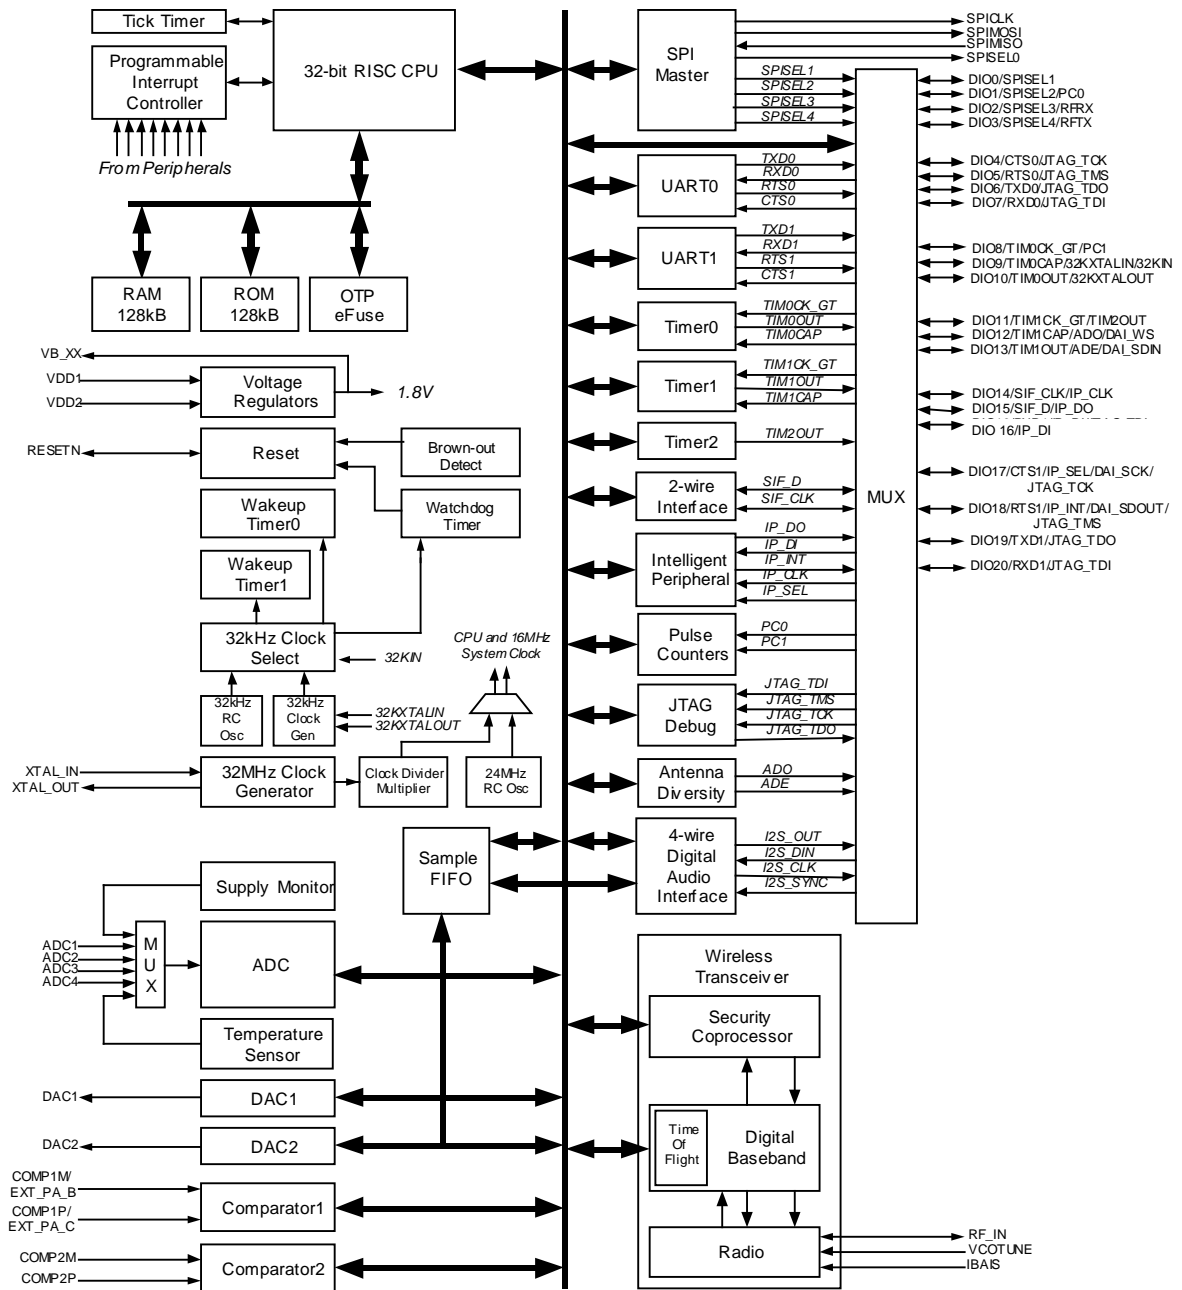 Tick Timer
Programmable
Interrupt
Controller
From Peripherals
32-bit RISC CPU
RAM
128kB
ROM
128kB
OTP
eFuse
VB_XX
VDD1
VDD2
Voltage
Regulators
1.8V
RESETN
Reset
Brown-out
Detect
Wakeup
Timer0
Watchdog
Timer
Wakeup
Timer1
32kHz Clock
Select
32KIN
CPU and 16MHz
System Clock
32kHz
RC
Osc
32kHz
Clock
Gen
32KXTALIN
32KXTALOUT
XTAL_IN
XTAL_OUT
32MHz Clock
Generator
Clock Divider
Multiplier
24MHz
RC Osc
Sample
FIFO
Supply Monitor
ADC1
ADC2
ADC3
ADC4
M
U
X
ADC
Temperature
Sensor
DAC1
DAC1
DAC2
DAC2
COMP1M/
EXT_PA_B
COMP1P/
EXT_PA_C
Comparator1
COMP2M
COMP2P
Comparator2
SPI
Master
SPICLK
SPIMOSI
SPIMISO
SPISEL0
SPISEL1
SPISEL2
SPISEL3
SPISEL4
UART0
TXD0
RXD0
RTS0
CTS0
UART1
TXD1
RXD1
RTS1
CTS1
Timer0
TIM0CK_GT
TIM0OUT
TIM0CAP
Timer1
TIM1CK_GT
TIM1OUT
TIM1CAP
Timer2
TIM2OUT
2-wire
Interface
SIF_D
SIF_CLK
Intelligent
Peripheral
IP_DO
IP_DI
IP_INT
IP_CLK
IP_SEL
Pulse
Counters
PC0
PC1
JTAG
Debug
JTAG_TDI
JTAG_TMS
JTAG_TCK
JTAG_TDO
Antenna
Diversity
ADO
ADE
4-wire
Digital
Audio
Interface
I2S_OUT
I2S_DIN
I2S_CLK
I2S_SYNC
MUX
DIO0/SPISEL1
DIO1/SPISEL2/PC0
DIO2/SPISEL3/RFRX
DIO3/SPISEL4/RFTX
DIO4/CTS0/JTAG_TCK
DIO5/RTS0/JTAG_TMS
DIO6/TXD0/JTAG_TDO
DIO7/RXD0/JTAG_TDI
DIO8/TIM0CK_GT/PC1
DIO9/TIM0CAP/32KXTALIN/32KIN
DIO10/TIM0OUT/32KXTALOUT
DIO11/TIM1CK_GT/TIM2OUT
DIO12/TIM1CAP/ADO/DAI_WS
DIO13/TIM1OUT/ADE/DAI_SDIN
DIO14/SIF_CLK/IP_CLK
DIO15/SIF_D/IP_DO
DIO 16/IP_DI
DIO17/CTS1/IP_SEL/DAI_SCK/
JTAG_TCK
DIO18/RTS1/IP_INT/DAI_SDOUT/
JTAG_TMS
DIO19/TXD1/JTAG_TDO
DIO20/RXD1/JTAG_TDI
Wireless
Transceiver
Security
Coprocessor
Time
Of
Flight
Digital
Baseband
Radio
RF_IN
VCOTUNE
IBAIS